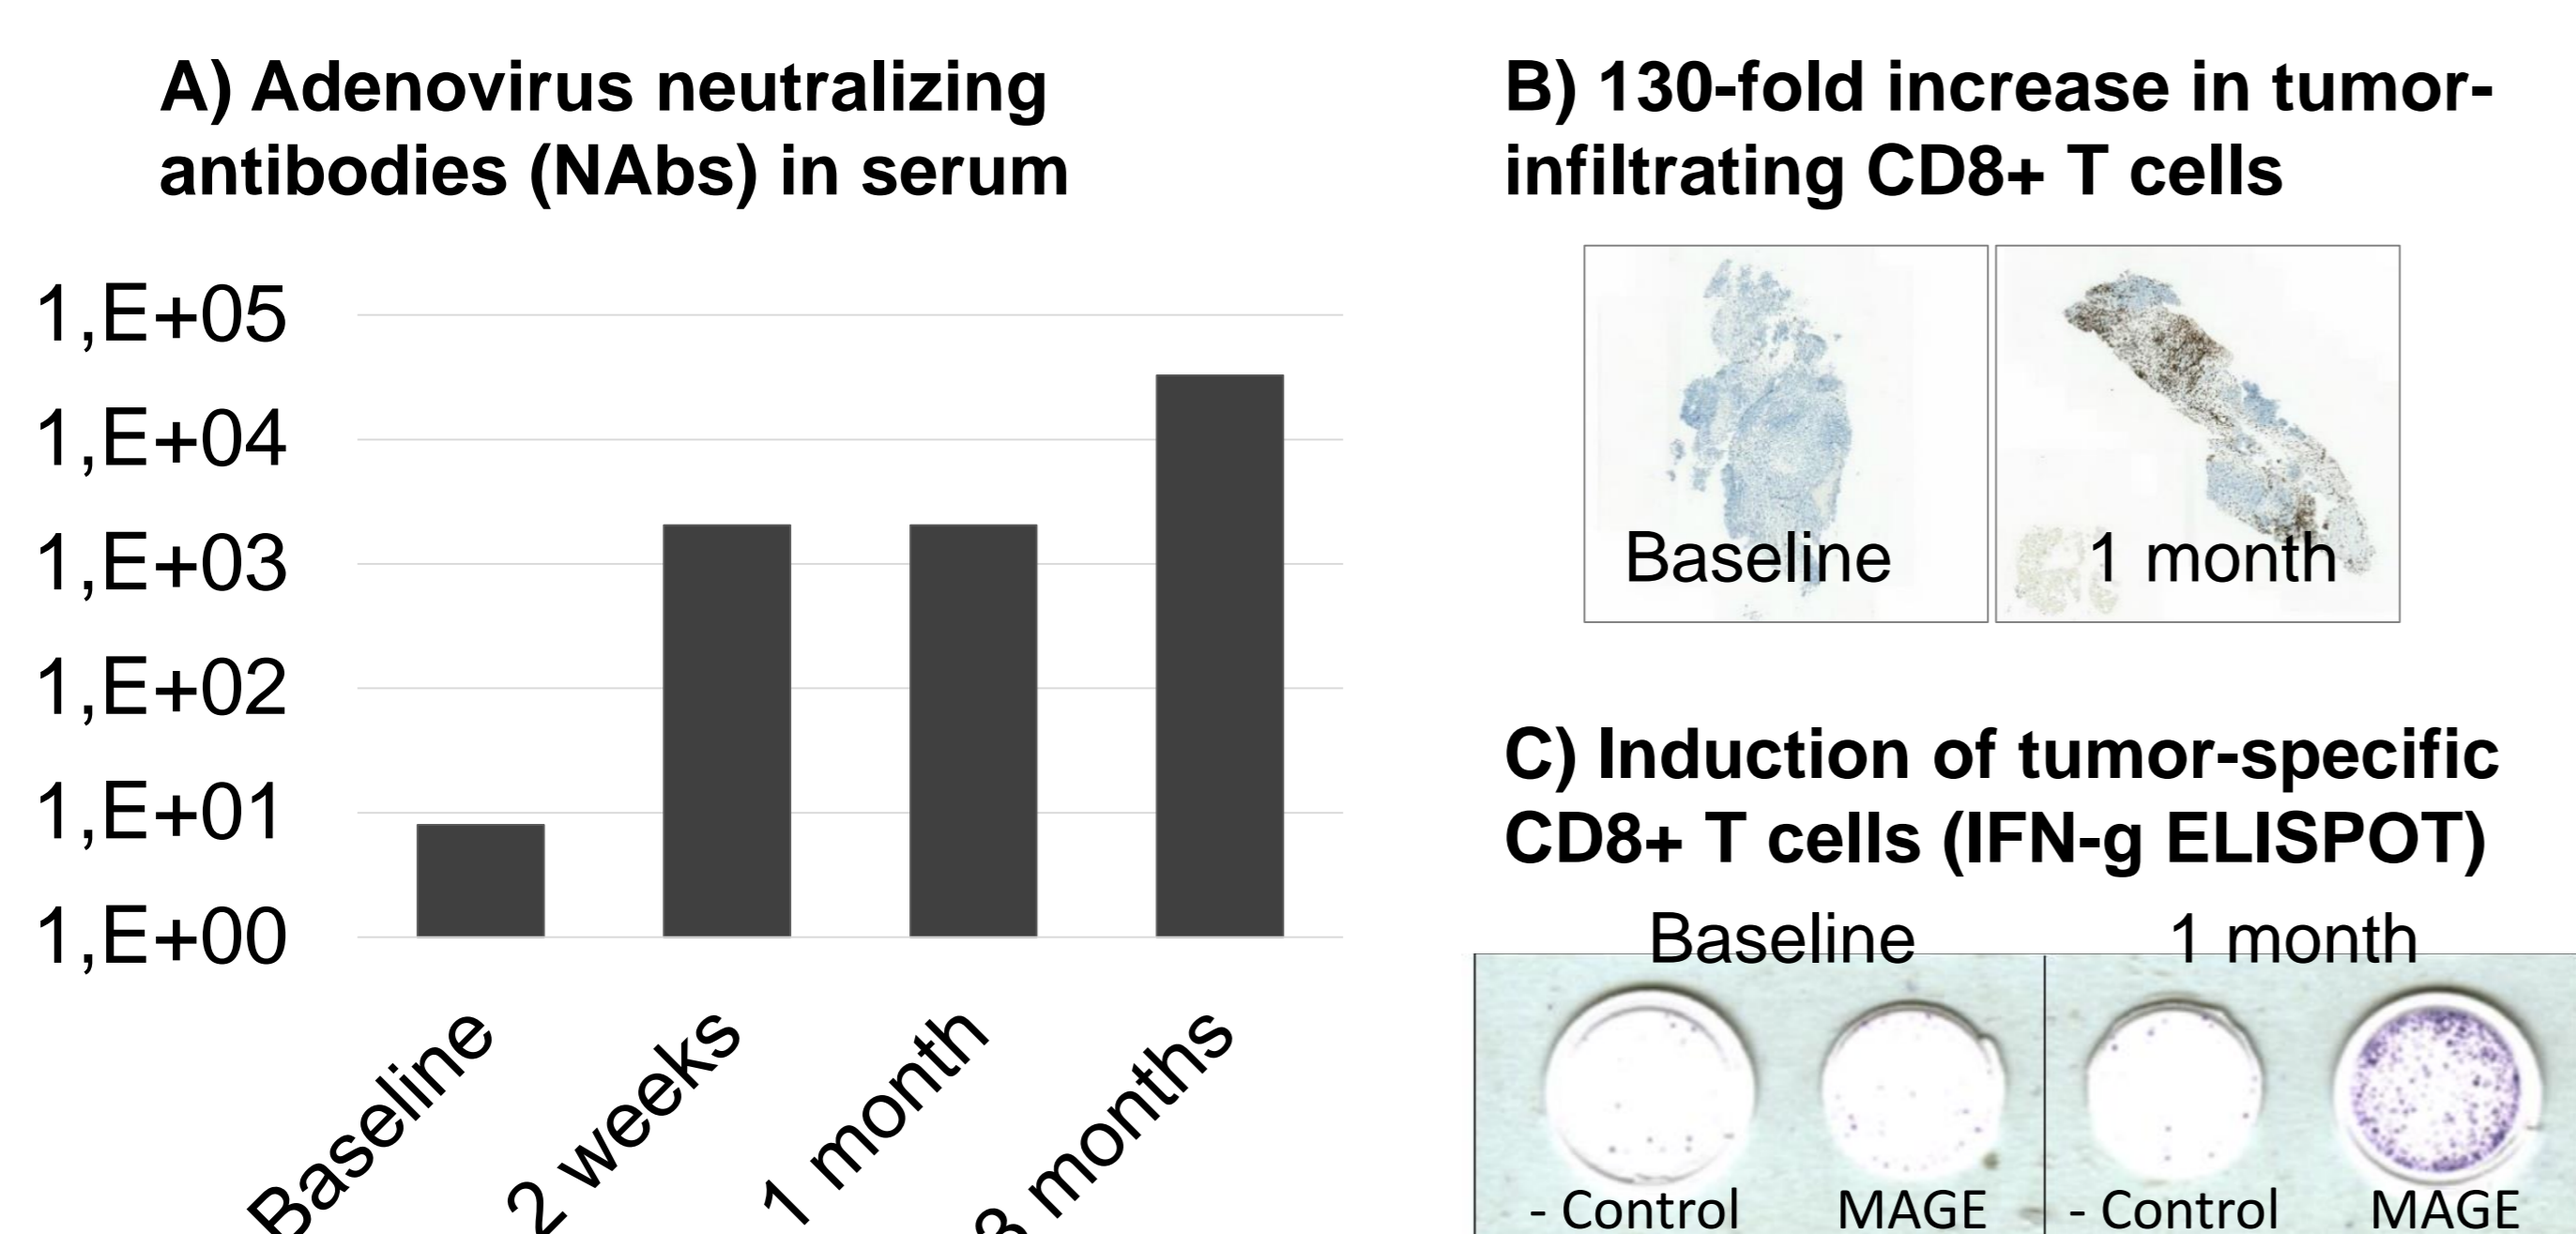 A) Adenovirus neutralizing
antibodies (NAbs) in serum
1,E+05
1,E+04
1,E+03
1,E+02
1,E+01
1,E+00
Baseline
2 weeks
1 month
3 months
B) 130-fold increase in tumor-
infiltrating CD8+ T cells
Baseline
1 month
C) Induction of tumor-specific
CD8+ T cells (IFN-g ELISPOT)
Baseline
1 month
- Control
MAGE
- Control
MAGE